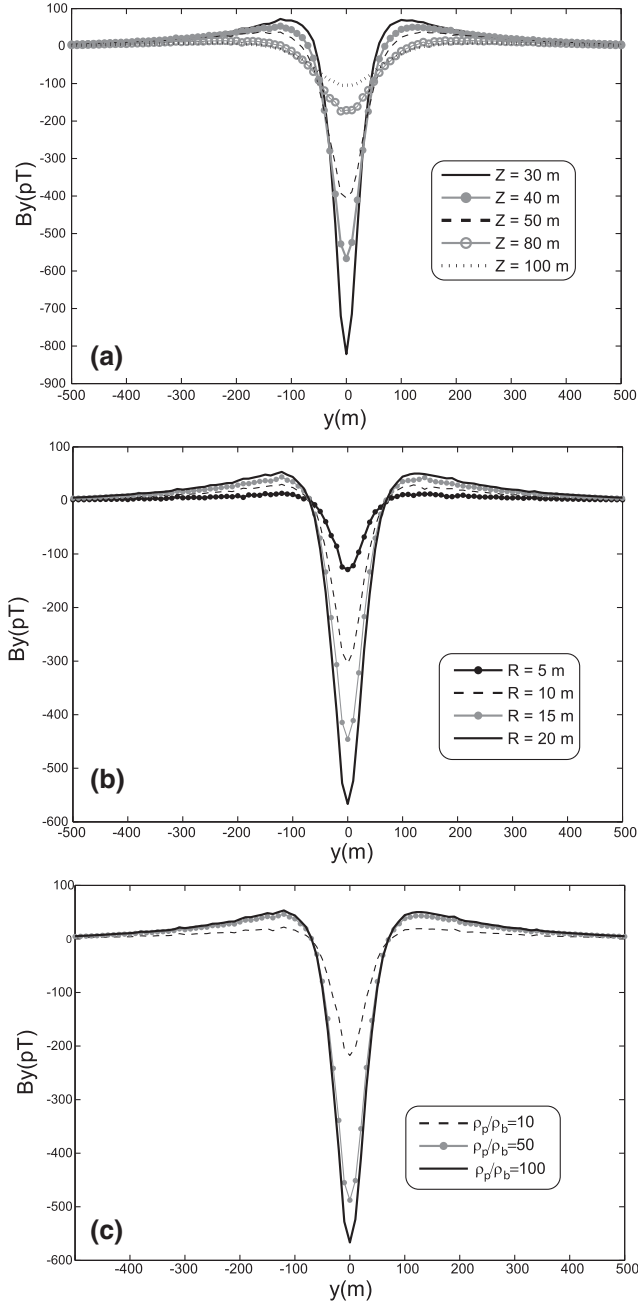 100
0
-100
-200
-300
-400
-500
-600
-700
-800
-900
By(pT)
Z = 30 m
Z = 40 m
Z = 50 m
Z = 80 m
Z = 100 m
(a)
-500 -400 -300 -200 -100 0 100 200 300 400 500
y(m)
100
0
-100
-200
-300
-400
-500
-600
By(pT)
R = 5 m
R = 10 m
R = 15 m
R = 20 m
(b)
-500 -400 -300 -200 -100 0 100 200 300 400 500
y(m)
100
0
-100
-200
-300
-400
-500
-600
By(pT)
ρp/ρb=10
ρp/ρb=50
ρp/ρb=100
(c)
-400 -300 -200 -100 0 100 200 300 400 500
y(m)